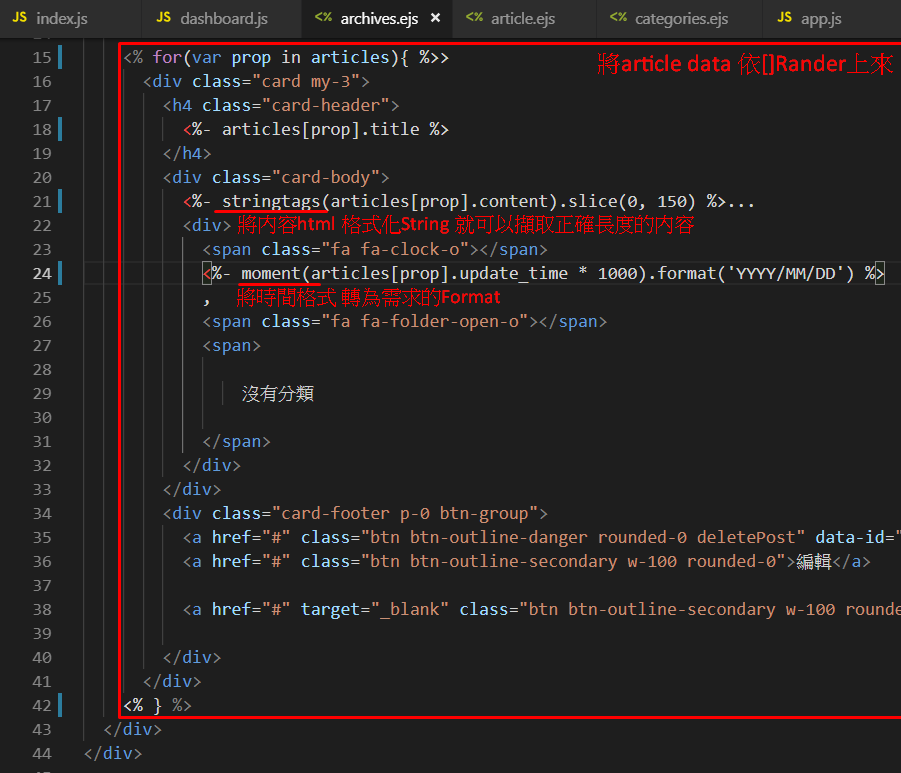 index.js dashboard.js archives.ejs × article.ejs categories.ejs app.js
15 <% for(var prop in articles){ %>> 將article data 依[]Rander上來
16 <div class="card my-3">
17 <h4 class="card-header">
18 <%- articles[prop].title %>
19 </h4>
20 <div class="card-body">
21 <%- stringtags(articles[prop].content).slice(0, 150) %>...
22 <div> 將內容html 格式化String 就可以擷取正確長度的內容
23 <span class="fa fa-clock-o"></span>
24 <%- moment(articles[prop].update_time * 1000).format('YYYY/MM/DD') %>
25 , 將時間格式 轉為需求的Format
26 <span class="fa fa-folder-open-o"></span>
27 <span>
28
29 沒有分類
30
31 </span>
32 </div>
33 </div>
34 <div class="card-footer p-0 btn-group">
35 <a href="#" class="btn btn-outline-danger rounded-0 deletePost" data-id="
36 <a href="#" class="btn btn-outline-secondary w-100 rounded-0">編輯</a>
37
38 <a href="#" target="_blank" class="btn btn-outline-secondary w-100 rounde
39
40 </div>
41 </div>
42 <% } %>
43 </div>
44 </div>